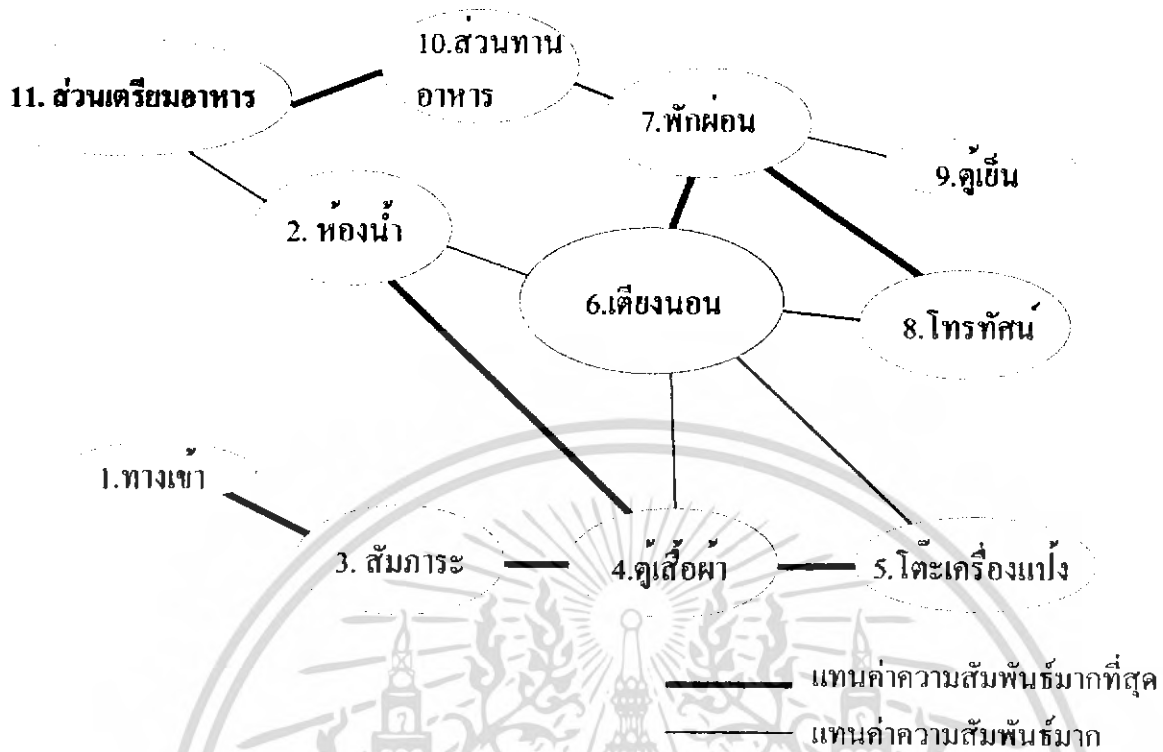 10.ส่วนทาน
อาหาร
11. ส่วนเตรียมอาหาร
7.พักผ่อน
9.ตู้เย็น
2. ห้องน้ำ
6.เตียงนอน
8.โทรทัศน์
1.ทางเข้า
3. สัมภาระ
4.ตู้เสื้อผ้า
5.โต๊ะเครื่องแป้ง
แทนค่าความสัมพันธ์มากที่สุด
แทนค่าความสัมพันธ์มาก